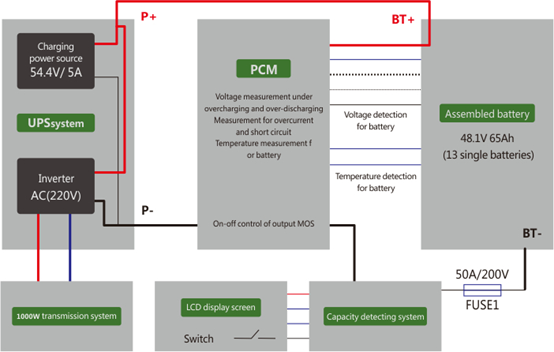 P+
BT+
Charging
power source
54.4V/ 5A
UPSsystem
Inverter
AC(220V)
P-
PCM
Voltage measurement under
overcharging and over-discharging
Measurement for overcurrent
and short circuit
Temperature measurement f
or battery
On-off control of output MOS
Voltage detection
for battery
Temperature detection
for battery
Assembled battery
48.1V 65Ah
(13 single batteries)
BT-
50A/200V
FUSE1
1000W transmission system
LCD display screen
Switch
Capacity detecting system